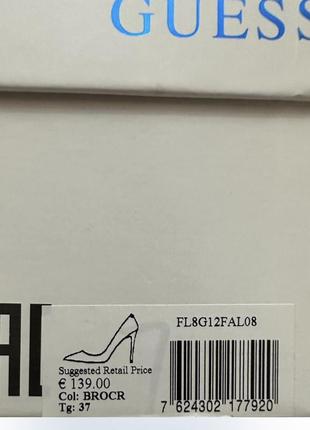 GUESS
Suggested Retail Price
€ 139.00
Col: BROCR
Tg: 37
FL8G12FAL08
7 624302 177920